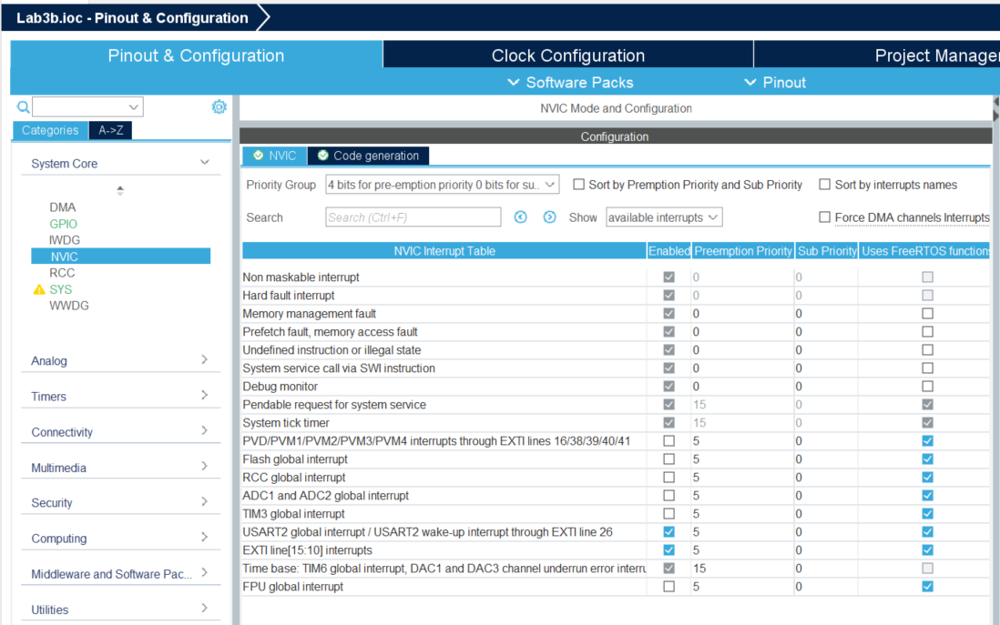 Lab3b.ioc - Pinout & Configuration
Pinout & Configuration
Clock Configuration
Project Manager
Software Packs
Pinout
Categories
A->Z
System Core
DMA
GPIO
IWDG
NVIC
RCC
SYS
WWDG
Analog
Timers
Connectivity
Multimedia
Security
Computing
Middleware and Software Pac...
Utilities
NVIC Mode and Configuration
Configuration
NVIC
Code generation
Priority Group 4 bits for pre-emption priority 0 bits for su.. Sort by Premption Priority and Sub Priority Sort by interrupts names
Search Search (Ctrl+F) Show available interrupts Force DMA channels Interrupts
NVIC Interrupt Table Enabled Preemption Priority Sub Priority Uses FreeRTOS functions
Non maskable interrupt 0 0
Hard fault interrupt 0 0
Memory management fault 0 0
Prefetch fault, memory access fault 0 0
Undefined instruction or illegal state 0 0
System service call via SWI instruction 0 0
Debug monitor 0 0
Pendable request for system service 15 0
System tick timer 15 0
PVD/PVM1/PVM2/PVM3/PVM4 interrupts through EXTI lines 16/38/39/40/41 5 0
Flash global interrupt 5 0
RCC global interrupt 5 0
ADC1 and ADC2 global interrupt 5 0
TIM3 global interrupt 5 0
USART2 global interrupt / USART2 wake-up interrupt through EXTI line 26 5 0
EXTI line[15:10] interrupts 5 0
Time base: TIM6 global interrupt, DAC1 and DAC3 channel underrun error interru 15 0
FPU global interrupt 5 0